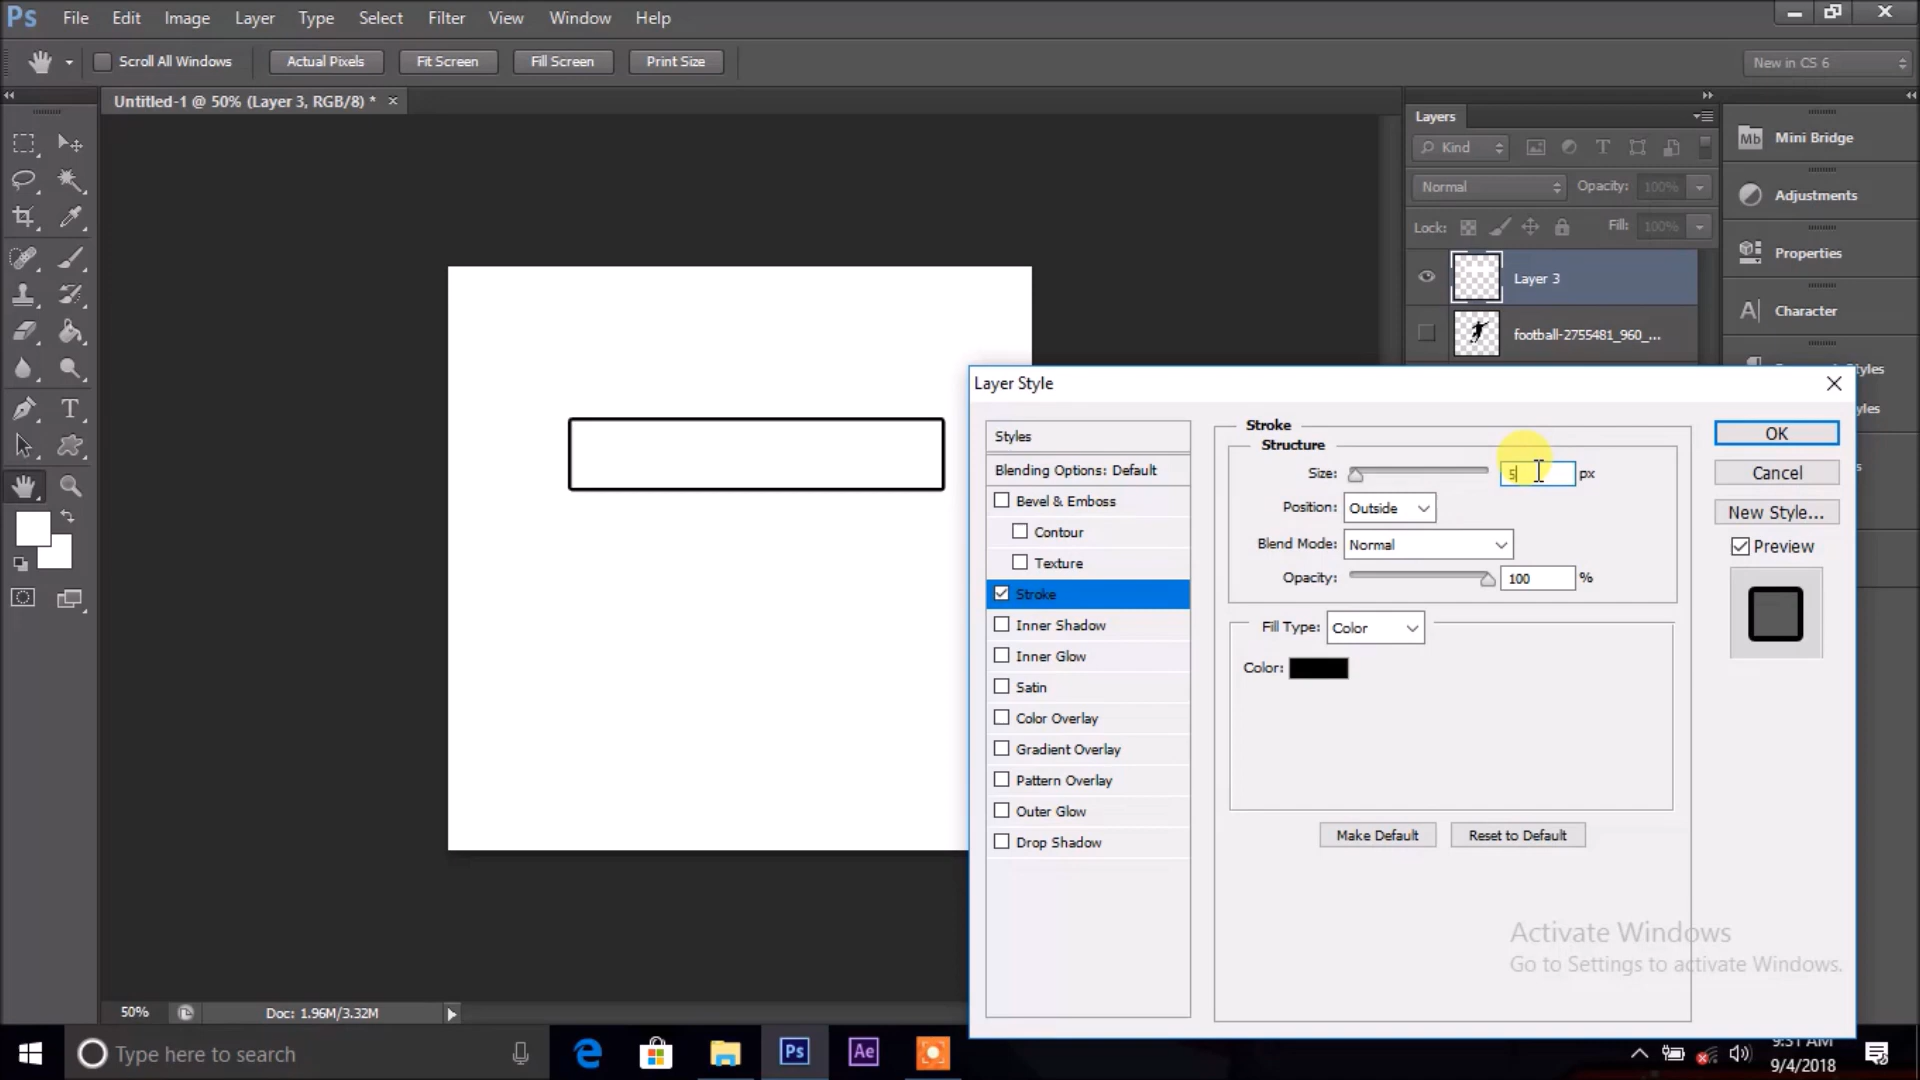 Ps File Edit Image Layer Type Select Filter View Window Help
Scroll All Windows Actual Pixels Fit Screen Fill Screen Print Size New in CS 6
Untitled-1 @ 50% (Layer 3, RGB/8) * ×
Layers
Kind
Normal Opacity: 100%
Lock: Fill: 100%
Layer 3
football-2755481_960_...
Mb Mini Bridge
Adjustments
Properties
Character
Layer Style
Styles
Blending Options: Default
Bevel & Emboss
Contour
Texture
Stroke
Inner Shadow
Inner Glow
Satin
Color Overlay
Gradient Overlay
Pattern Overlay
Outer Glow
Drop Shadow
Stroke
Structure
Size: 5 px
Position: Outside
Blend Mode: Normal
Opacity: 100 %
Fill Type: Color
Color:
Make Default Reset to Default
OK
Cancel
New Style...
Preview
Activate Windows
Go to Settings to activate Windows.
50% Doc: 1.96M/3.32M
Type here to search Ps Ae
9:31 AM
9/4/2018